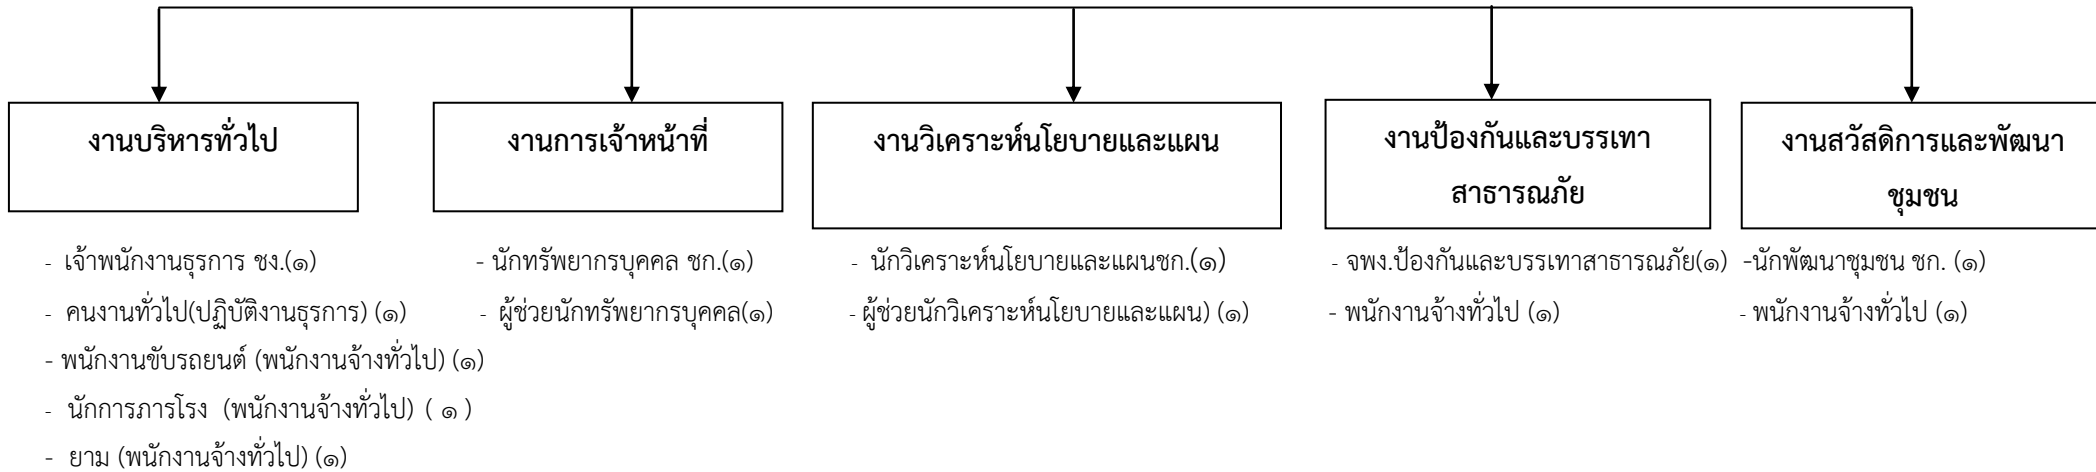 งานบริหารทั่วไป
งานการเจ้าหน้าที่
งานวิเคราะห์นโยบายและแผน
งานป้องกันและบรรเทา
สาธารณภัย
งานสวัสดิการและพัฒนา
ชุมชน
- เจ้าพนักงานธุรการ ชง.(๑)
- คนงานทั่วไป(ปฏิบัติงานธุรการ) (๑)
- พนักงานขับรถยนต์ (พนักงานจ้างทั่วไป) (๑)
- นักการภารโรง (พนักงานจ้างทั่วไป) ( ๑ )
- ยาม (พนักงานจ้างทั่วไป) (๑)
- นักทรัพยากรบุคคล ชก.(๑)
- ผู้ช่วยนักทรัพยากรบุคคล(๑)
- นักวิเคราะห์นโยบายและแผนชก.(๑)
- ผู้ช่วยนักวิเคราะห์นโยบายและแผน) (๑)
- จพง.ป้องกันและบรรเทาสาธารณภัย(๑)
- พนักงานจ้างทั่วไป (๑)
-นักพัฒนาชุมชน ชก. (๑)
- พนักงานจ้างทั่วไป (๑)